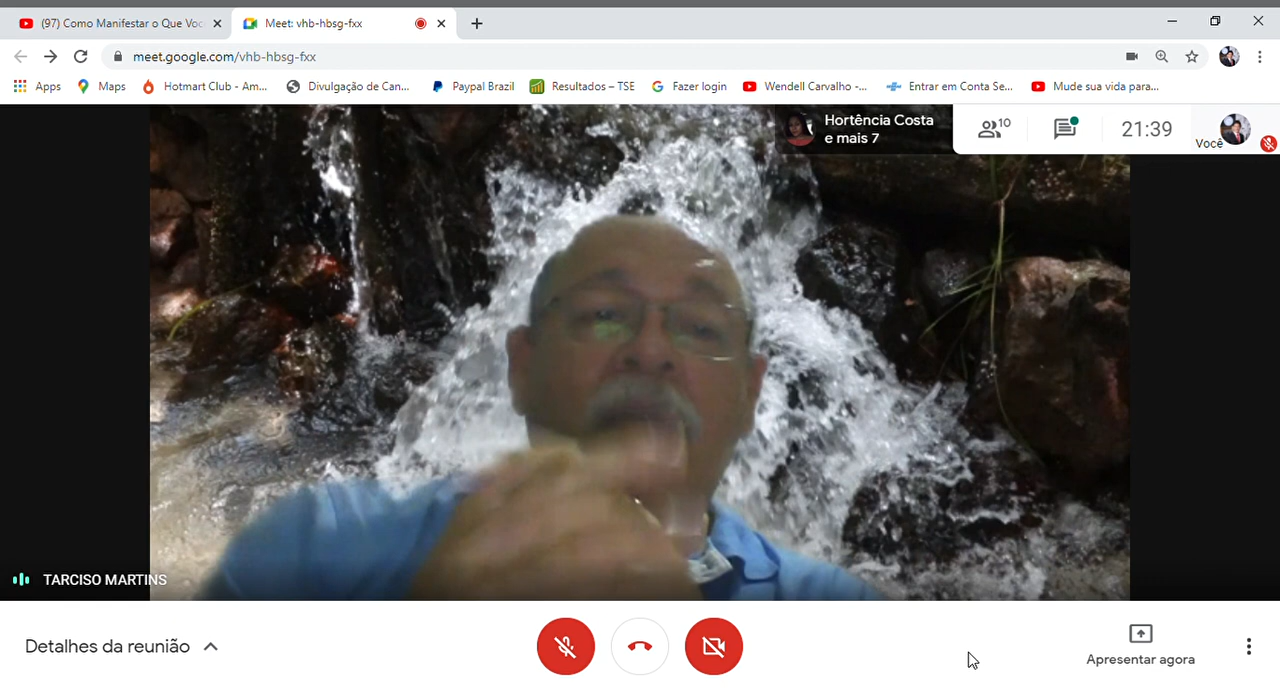 (97) Como Manifestar o Que Voc
Meet: vhb-hbsg-fxx
meet.google.com/vhb-hbsg-fxx
Apps
Maps
Hotmart Club - Am...
Divulgação de Can...
Paypal Brazil
Resultados – TSE
Fazer login
Wendell Carvalho -...
Entrar em Conta Se...
Mude sua vida para...
Hortência Costa
e mais 7
10
21:39
Você
TARCISO MARTINS
Detalhes da reunião
Apresentar agora